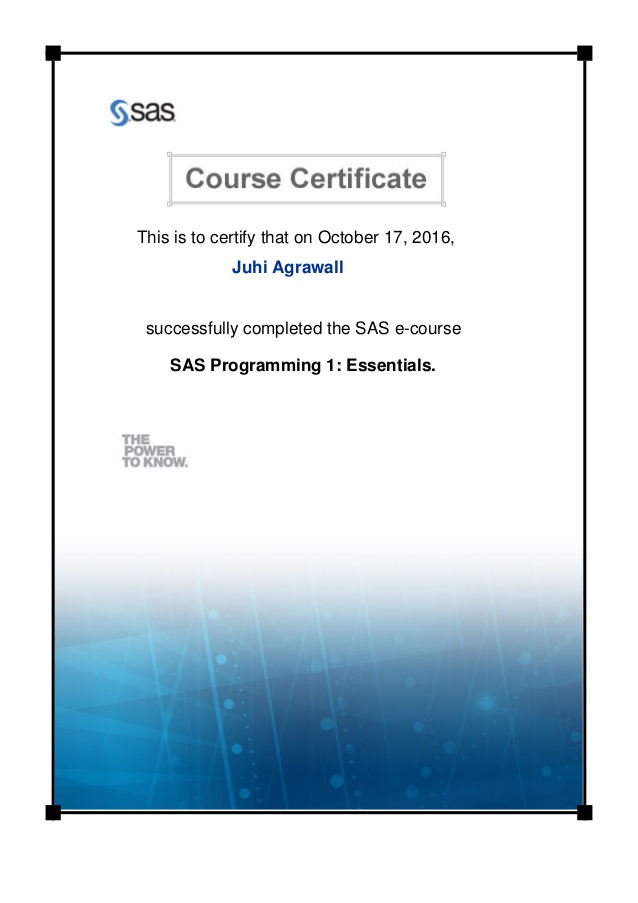 sas
Course Certificate
This is to certify that on October 17, 2016,
Juhi Agrawall
successfully completed the SAS e-course
SAS Programming 1: Essentials.
THE
POWER
TO KNOW.